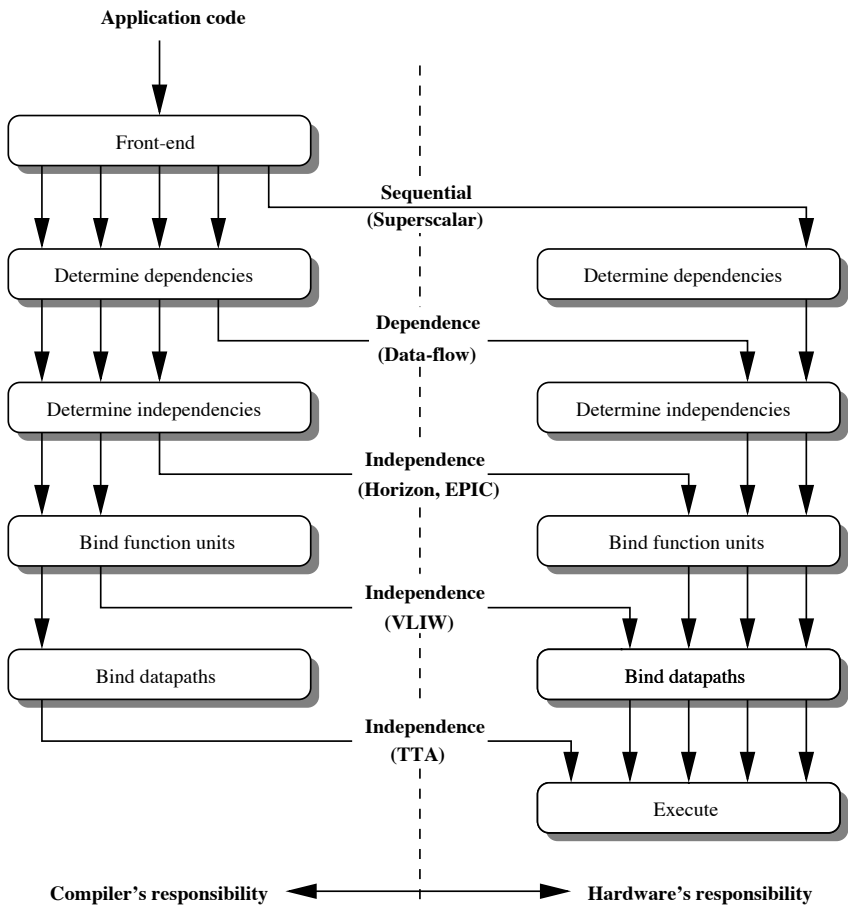 Application code
Front-end
Sequential
(Superscalar)
Determine dependencies
Determine dependencies
Dependence
(Data-flow)
Determine independencies
Determine independencies
Independence
(Horizon, EPIC)
Bind function units
Bind function units
Independence
(VLIW)
Bind datapaths
Bind datapaths
Independence
(TTA)
Execute
Compiler's responsibility
Hardware's responsibility